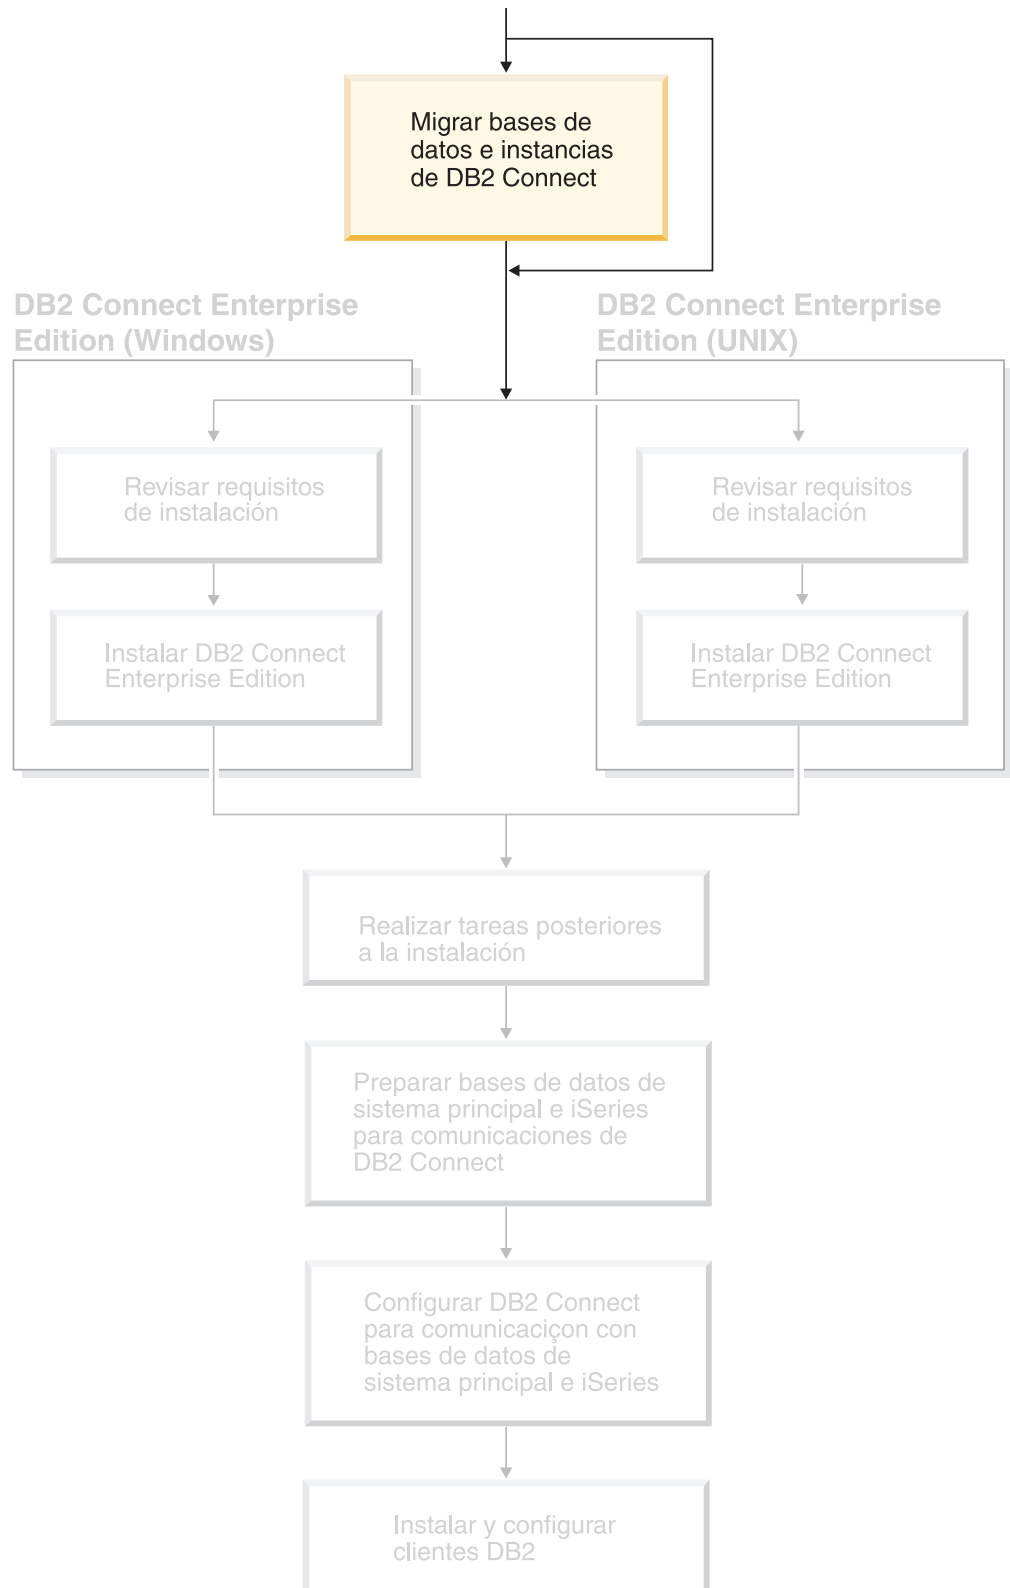 Migrar bases de
datos e instancias
de DB2 Connect
DB2 Connect Enterprise
Edition (Windows)
DB2 Connect Enterprise
Edition (UNIX)
Revisar requisitos
de instalación
Revisar requisitos
de instalación
Instalar DB2 Connect
Enterprise Edition
Instalar DB2 Connect
Enterprise Edition
Realizar tareas posteriores
a la instalación
Preparar bases de datos de
sistema principal e iSeries
para comunicaciones de
DB2 Connect
Configurar DB2 Connect
para comunicaciçon con
bases de datos de
sistema principal e iSeries
Instalar y configurar
clientes DB2